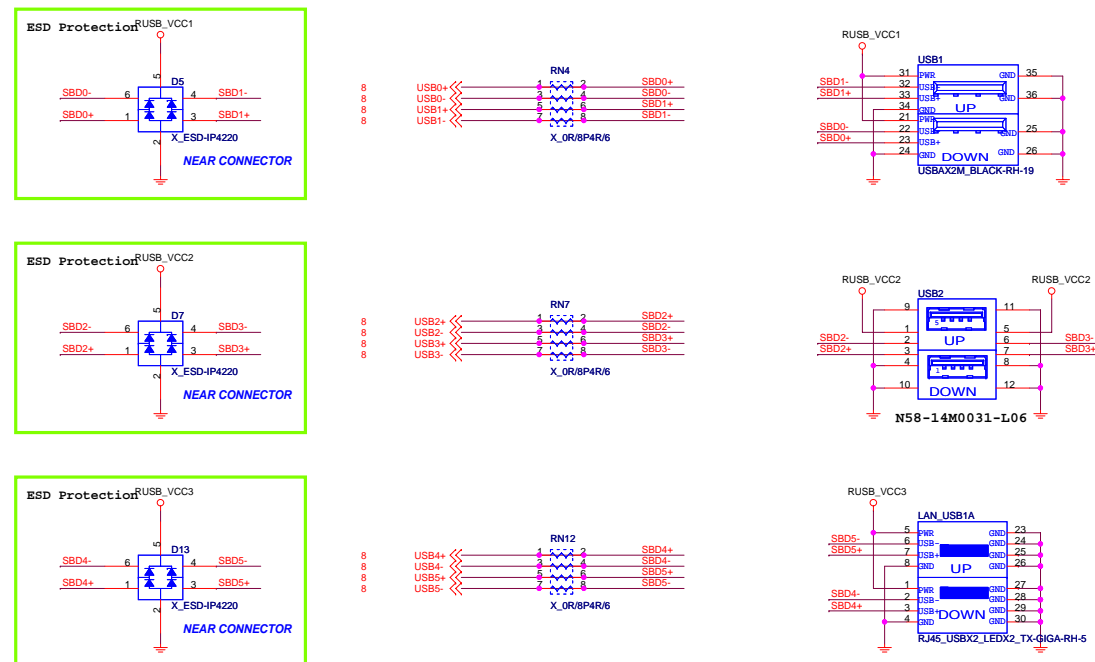 ESD Protection
RUSB_VCC1
5
D5
SBD0-
6
4
SBD1-
SBD0+
1
3
SBD1+
X_ESD-IP4220
2
NEAR CONNECTOR
RN4
8
USB0+
1
2
SBD0+
8
USB0-
3
4
SBD0-
8
USB1+
5
6
SBD1+
8
USB1-
7
8
SBD1-
X_0R/8P4R/6
RUSB_VCC1
USB1
31
PWR
GND
35
SBD1-
32
USB-
SBD1+
33
USB+
36
34
GND
UP
21
PWR
SBD0-
22
USB-
GND
25
SBD0+
23
USB+
24
GND
DOWN
GND
26
USBAX2M_BLACK-RH-19
ESD Protection
RUSB_VCC2
5
D7
SBD2-
6
4
SBD3-
SBD2+
1
3
SBD3+
X_ESD-IP4220
2
NEAR CONNECTOR
RN7
8
USB2+
1
2
SBD2+
8
USB2-
3
4
SBD2-
8
USB3+
5
6
SBD3+
8
USB3-
7
8
SBD3-
X_0R/8P4R/6
RUSB_VCC2
RUSB_VCC2
USB2
9
11
5
1
5
SBD2-
2
UP
6
SBD3-
SBD2+
3
7
SBD3+
4
8
1
10
DOWN
12
N58-14M0031-L06
ESD Protection
RUSB_VCC3
5
D13
SBD4-
6
4
SBD5-
SBD4+
1
3
SBD5+
X_ESD-IP4220
2
NEAR CONNECTOR
RN12
8
USB4+
1
2
SBD4+
8
USB4-
3
4
SBD4-
8
USB5+
5
6
SBD5+
8
USB5-
7
8
SBD5-
X_0R/8P4R/6
RUSB_VCC3
LAN_USB1A
5
PWR
GND
23
SBD5-
6
USB-
GND
24
SBD5+
7
USB+
GND
25
8
GND
UP
GND
26
1
PWR
GND
27
SBD4-
2
USB-
GND
28
SBD4+
3
USB+
DOWN
GND
29
4
GND
GND
30
RJ45_USBX2_LEDX2_TX-GIGA-RH-5